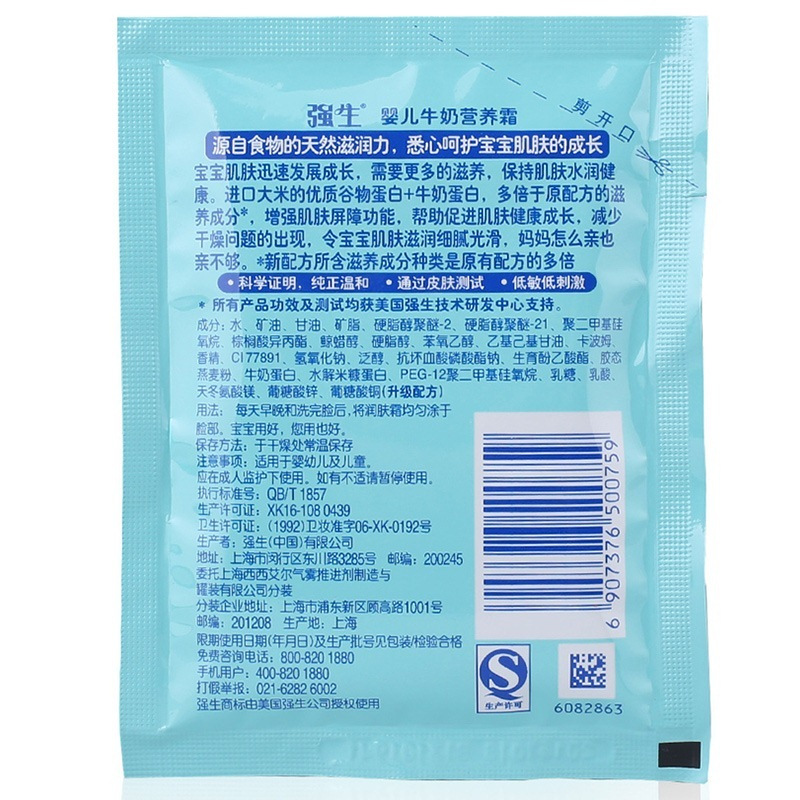 剪开口
强生® 婴儿牛奶营养霜
源自食物的天然滋润力，悉心呵护宝宝肌肤的成长
宝宝肌肤迅速发展成长，需要更多的滋养，保持肌肤水润健
康。进口大米的优质谷物蛋白+牛奶蛋白，多倍于原配方的滋
养成分*，增强肌肤屏障功能，帮助促进肌肤健康成长，减少
干燥问题的出现，令宝宝肌肤滋润细腻光滑，妈妈怎么亲也
亲不够。*新配方所含滋养成分种类是原有配方的多倍
• 科学证明，纯正温和 • 通过皮肤测试 • 低敏低刺激
* 所有产品功效及测试均获美国强生技术研发中心支持。
成分：水、矿油、甘油、矿脂、硬脂醇聚醚-2、硬脂醇聚醚-21、聚二甲基硅
氧烷、棕榈酸异丙酯、鲸蜡醇、硬脂醇、苯氧乙醇、乙基己基甘油、卡波姆、
香精、CI 77891、氢氧化钠、泛醇、抗坏血酸磷酸酯钠、生育酚乙酸酯、胶态
燕麦粉、牛奶蛋白、水解米糠蛋白、PEG-12聚二甲基硅氧烷、乳糖、乳酸、
天冬氨酸镁、葡糖酸锌、葡糖酸铜(升级配方)
用法： 每天早晚和洗完脸后，将润肤霜均匀涂于
脸部。宝宝用好，您用也好。
保存方法：于干燥处常温保存
注意事项：适用于婴幼儿及儿童。
应在成人监护下使用。如有不适请暂停使用。
执行标准号：QB/T 1857
生产许可证：XK16-108 0439
卫生许可证：(1992)卫妆准字06-XK-0192号
生产者：强生(中国)有限公司
地址：上海市闵行区东川路3285号 邮编：200245
委托上海西西艾尔气雾推进剂制造与
罐装有限公司分装
分装企业地址：上海市浦东新区顾高路1001号
邮编：201208 生产地：上海
限期使用日期(年月日)及生产批号见包装/检验合格
免费咨询电话：800-820 1880
手机用户：400-820 1880
打假举报：021-6282 6002
强生商标由美国强生公司授权使用
6 907376 500759
生产许可
6082863